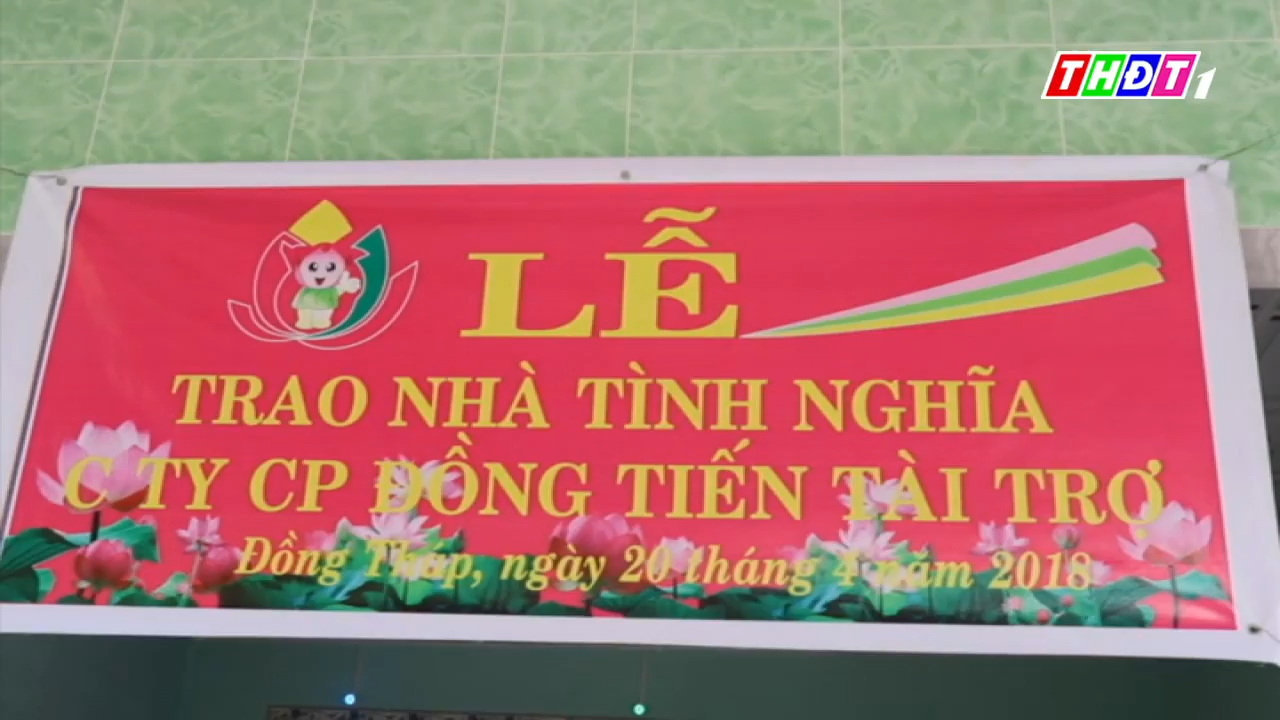 THĐT1
LỄ
TRAO NHÀ TÌNH NGHĨA
C TY CP ĐỒNG TIẾN TÀI TRỢ
Đồng Tháp, ngày 20 tháng 4 năm 2018